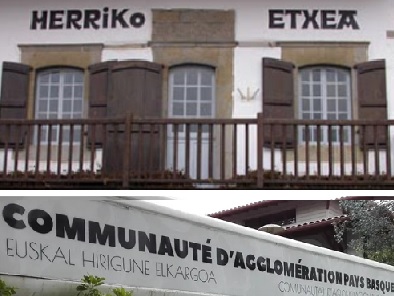 HERRIKO ETXEA
COMMUNAUTÉ D'AGGLOMÉRATION PAYS BASQUE
EUSKAL HIRIGUNE ELKARGOA